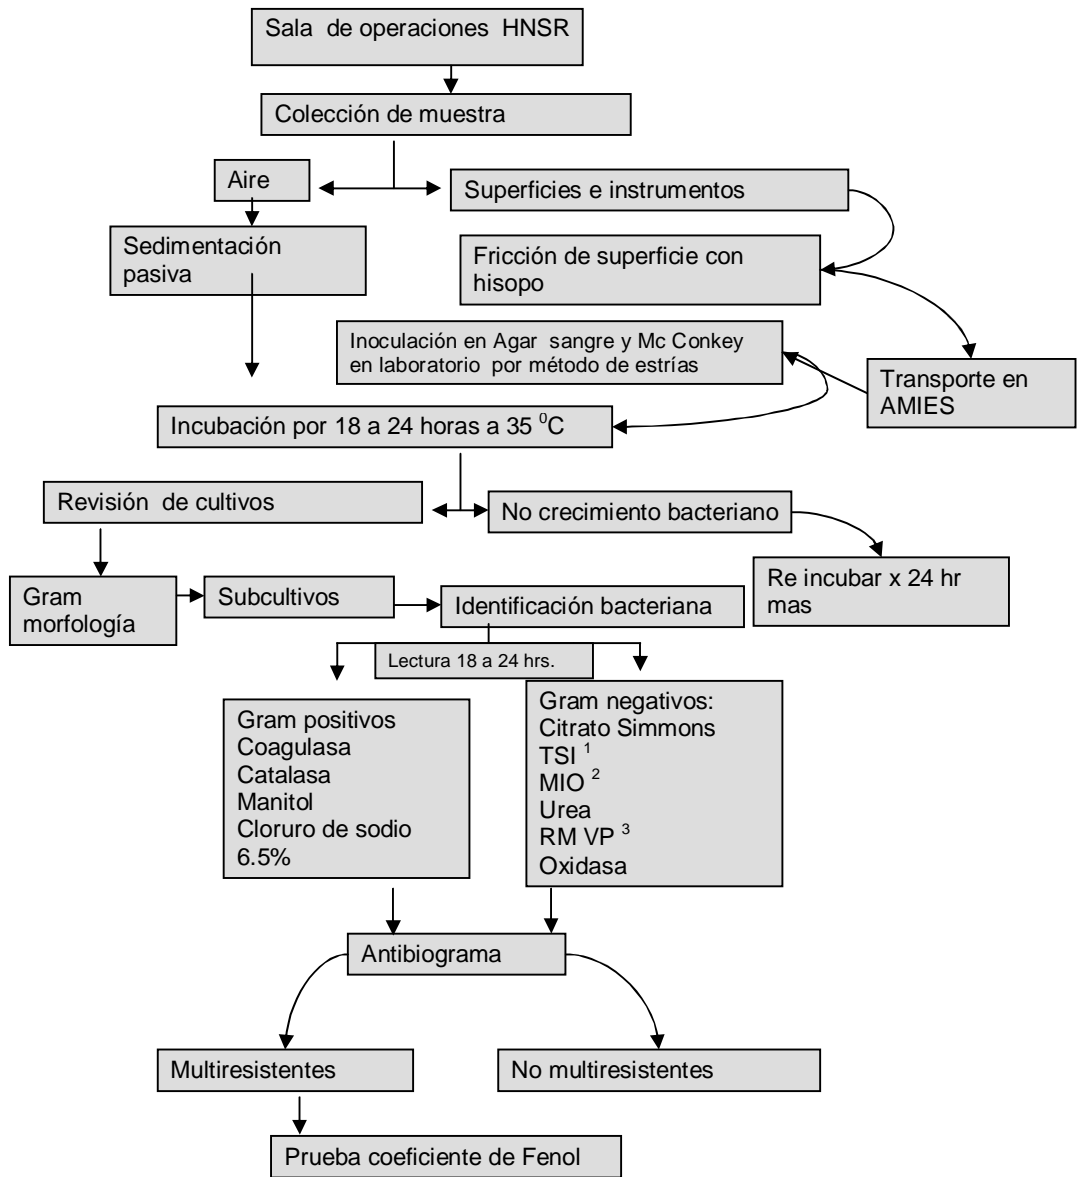 Sala de operaciones HNSR
Colección de muestra
Aire
Superficies e instrumentos
Sedimentación
pasiva
Fricción de superficie con
hisopo
Inoculación en Agar sangre y Mc Conkey
en laboratorio por método de estrías
Transporte en
AMIES
Incubación por 18 a 24 horas a 35 ⁰C
Revisión de cultivos
No crecimiento bacteriano
Re incubar x 24 hr
mas
Gram
morfología
Subcultivos
Identificación bacteriana
Lectura 18 a 24 hrs.
Gram positivos
Coagulasa
Catalasa
Manitol
Cloruro de sodio
6.5%
Gram negativos:
Citrato Simmons
TSI ¹
MIO ²
Urea
RM VP ³
Oxidasa
Antibiograma
Multiresistentes
No multiresistentes
Prueba coeficiente de Fenol